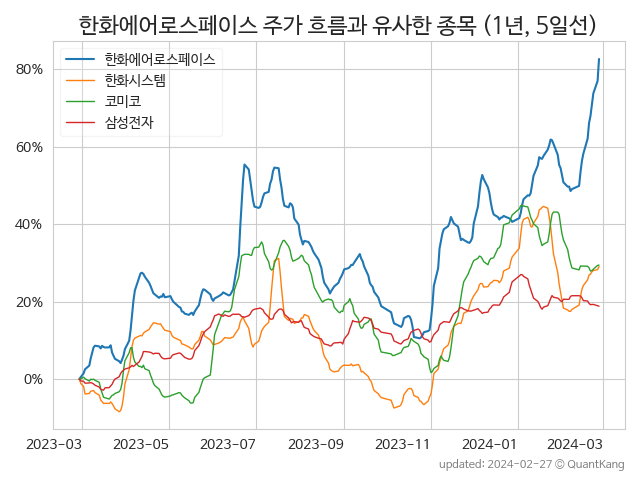 한화에어로스페이스 주가 흐름과 유사한 종목 (1년, 5일선)
한화에어로스페이스
한화시스템
코미코
삼성전자
80%
60%
40%
20%
0%
2023-03 2023-05 2023-07 2023-09 2023-11 2024-01 2024-03
updated: 2024-02-27 © QuantKang